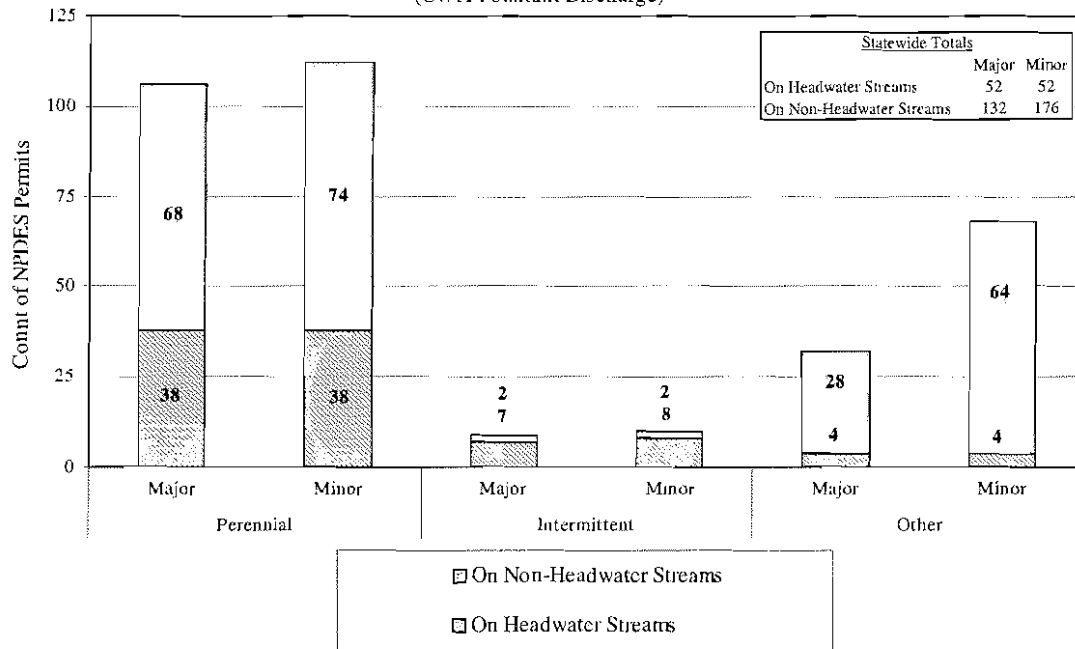 125
100
75
50
25
0
Count of NPDES Permits
Statewide Totals
Major Minor
On Headwater Streams 52 52
On Non-Headwater Streams 132 176
68
38
74
38
2
7
2
8
28
4
64
4
Major Minor Major Minor Major Minor
Perennial Intermittent Other
On Non-Headwater Streams
On Headwater Streams